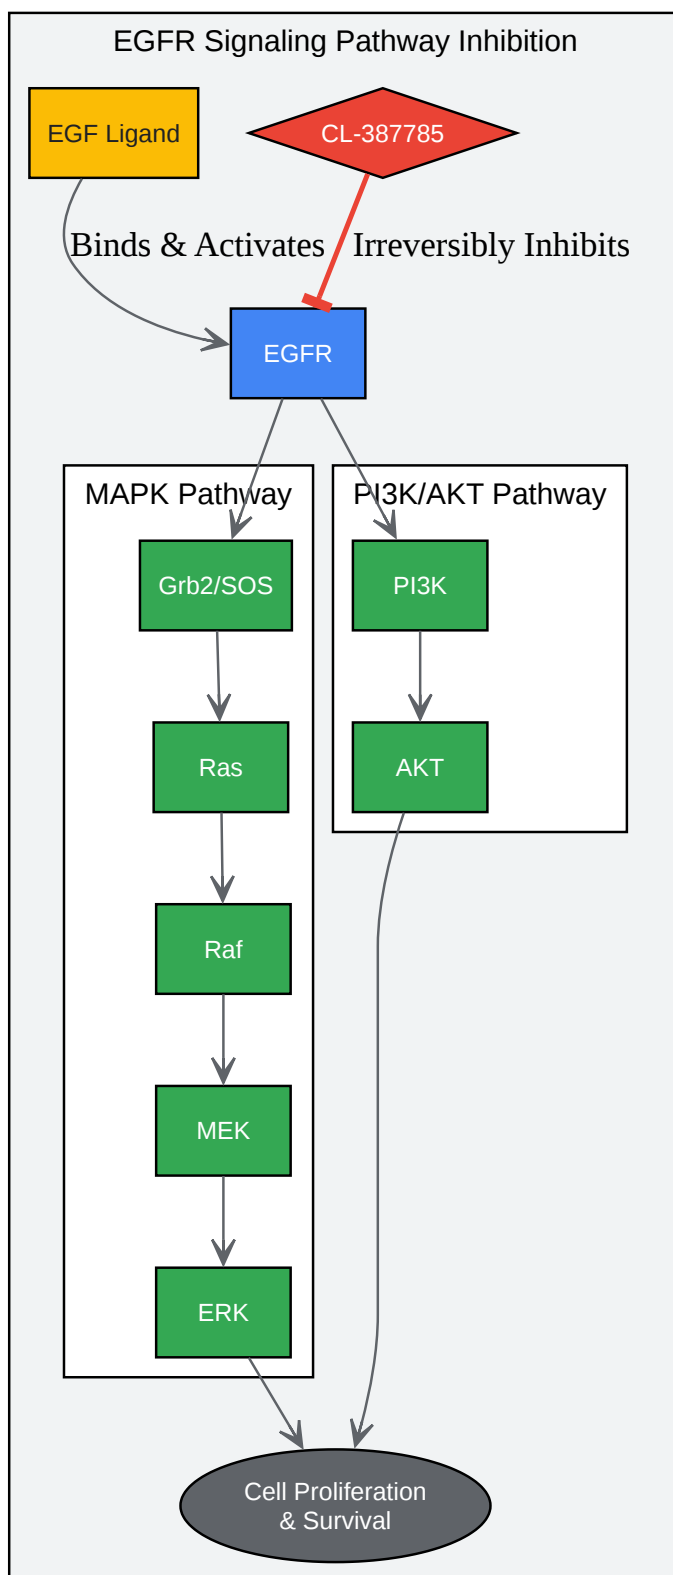 EGFR Signaling Pathway Inhibition
EGF Ligand
CL-387785
Binds & Activates
Irreversibly Inhibits
EGFR
MAPK Pathway
PI3K/AKT Pathway
Grb2/SOS
PI3K
Ras
AKT
Raf
MEK
ERK
Cell Proliferation
& Survival